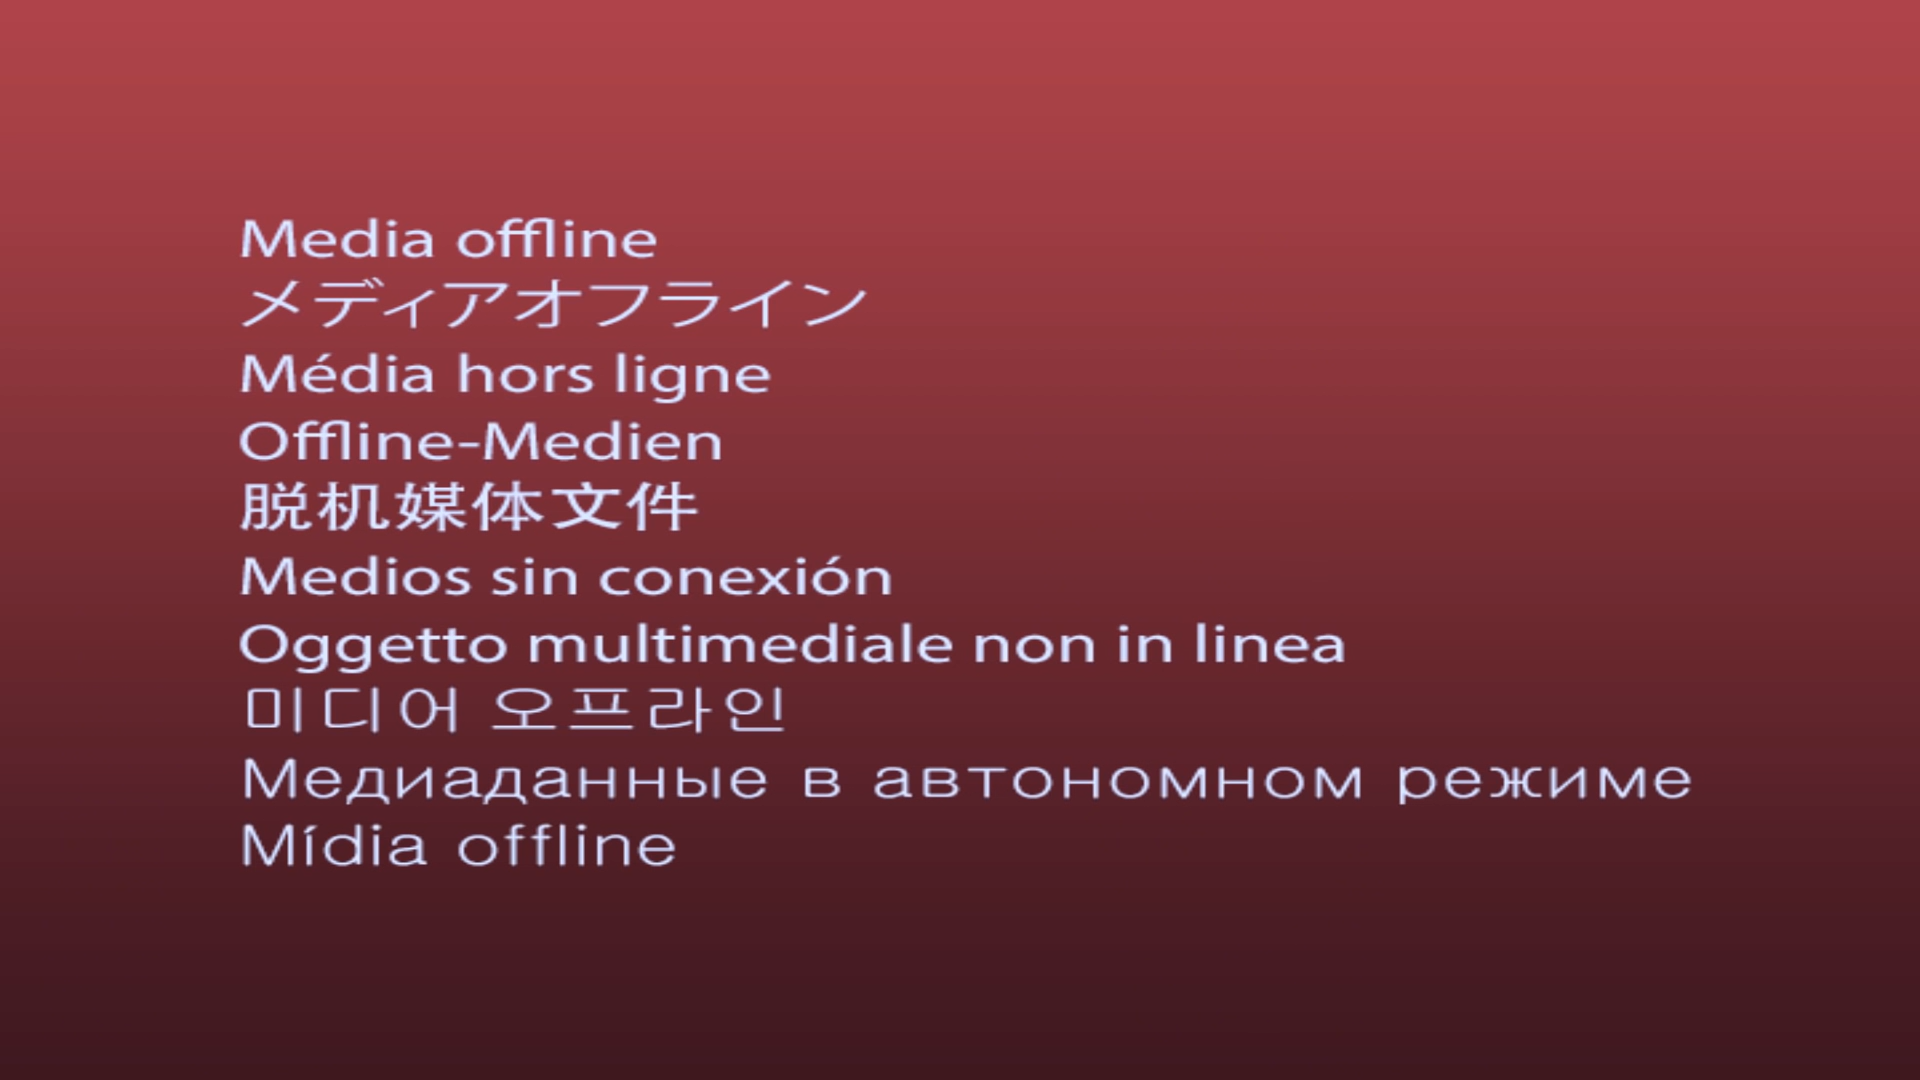 Media offline
メディアオフライン
Média hors ligne
Offline-Medien
脱机媒体文件
Medios sin conexión
Oggetto multimediale non in linea
미디어 오프라인
Медиаданные в автономном режиме
Mídia offline